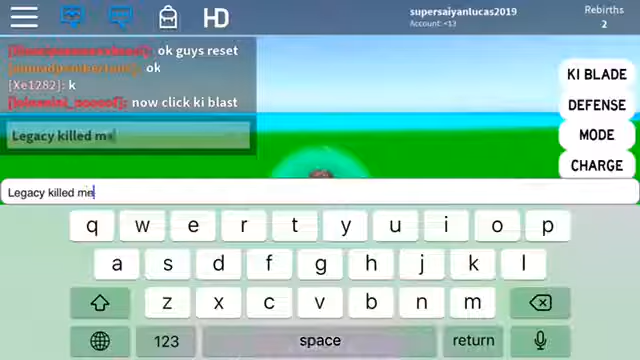 HD
supersaiyanlucas2019
Account: <13
Rebirths
2
ok guys reset
ok
[Xe1282]: k
now click ki blast
Legacy killed me
KI BLADE
DEFENSE
MODE
CHARGE
Legacy killed me
q w e r t y u i o p
a s d f g h j k l
z x c v b n m
123 space return